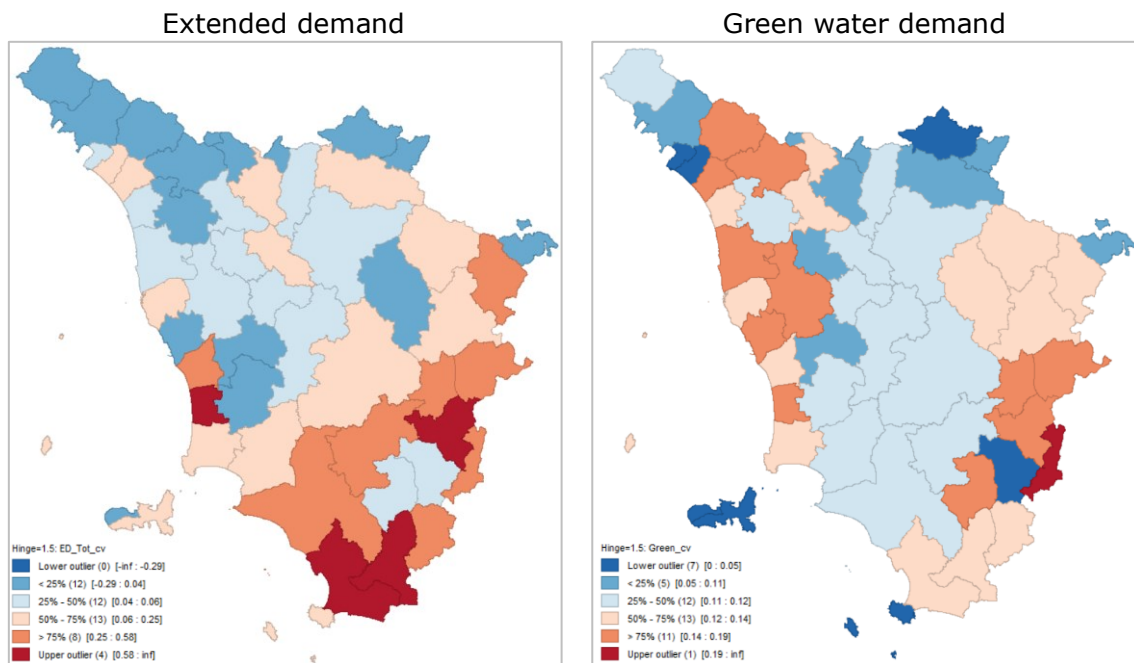 Extended demand
Green water demand
Hinge=1.5: ED_Tot_cv
Lower outlier (0) [-inf : -0.29]
< 25% (12) [-0.29 : 0.04]
25% - 50% (12) [0.04 : 0.06]
50% - 75% (13) [0.06 : 0.25]
> 75% (8) [0.25 : 0.58]
Upper outlier (4) [0.58 : inf]
Hinge=1.5: Green_cv
Lower outlier (7) [0 : 0.05]
< 25% (5) [0.05 : 0.11]
25% - 50% (12) [0.11 : 0.12]
50% - 75% (13) [0.12 : 0.14]
> 75% (11) [0.14 : 0.19]
Upper outlier (1) [0.19 : inf]